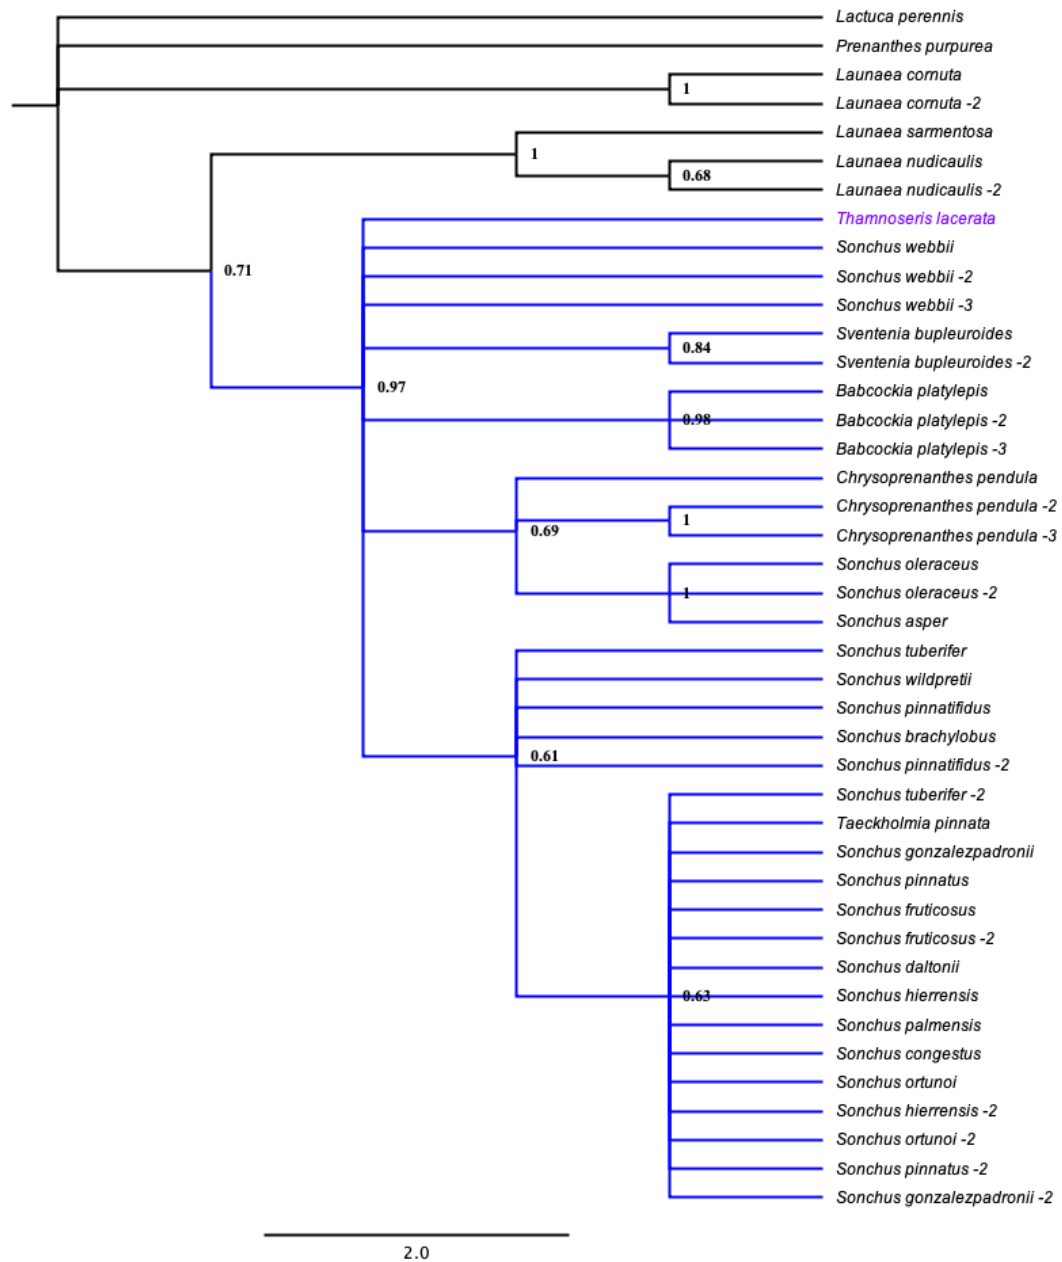 Lactuca perennis
Prenanthes purpurea
Launaea cornuta
1
Launaea cornuta -2
Launaea sarmentosa
1
Launaea nudicaulis
0.68
Launaea nudicaulis -2
Thamnoseris lacerata
Sonchus webbii
0.71
Sonchus webbii -2
Sonchus webbii -3
Sventenia bupleuroides
0.84
Sventenia bupleuroides -2
0.97
Babcockia platylepis
0.98
Babcockia platylepis -2
Babcockia platylepis -3
Chrysoprenanthes pendula
Chrysoprenanthes pendula -2
1
0.69
Chrysoprenanthes pendula -3
Sonchus oleraceus
1
Sonchus oleraceus -2
Sonchus asper
Sonchus tuberifer
Sonchus wildpretii
Sonchus pinnatifidus
Sonchus brachylobus
0.61
Sonchus pinnatifidus -2
Sonchus tuberifer -2
Taeckholmia pinnata
Sonchus gonzalezpadronii
Sonchus pinnatus
Sonchus fruticosus
Sonchus fruticosus -2
Sonchus daltonii
0.63
Sonchus hierrensis
Sonchus palmensis
Sonchus congestus
Sonchus ortunoi
Sonchus hierrensis -2
Sonchus ortunoi -2
Sonchus pinnatus -2
Sonchus gonzalezpadronii -2
2.0